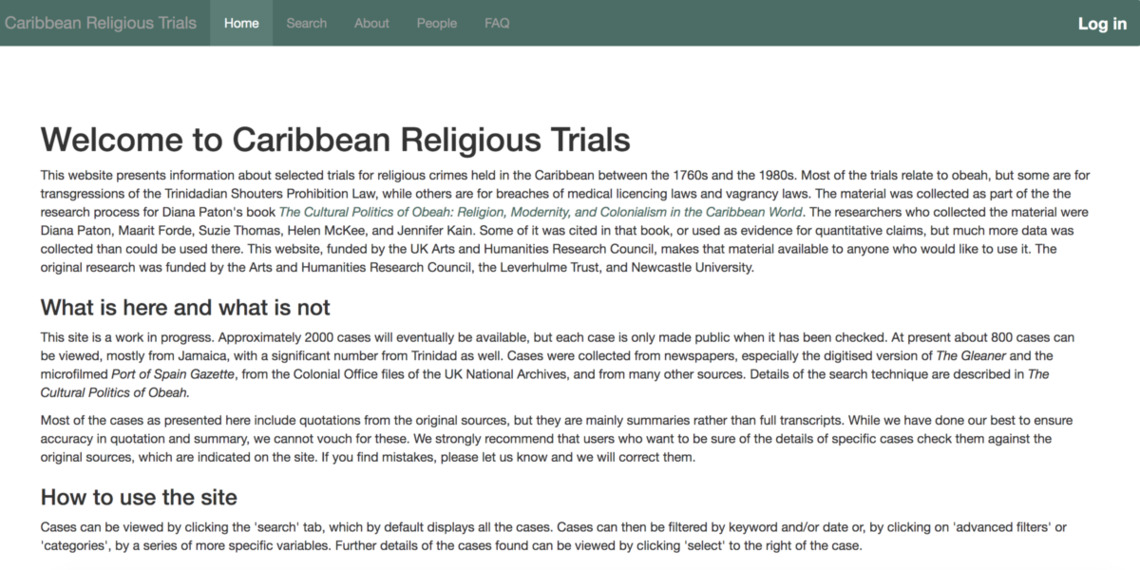 Caribbean Religious Trials Home Search About People FAQ Log in
Welcome to Caribbean Religious Trials
This website presents information about selected trials for religious crimes held in the Caribbean between the 1760s and the 1980s. Most of the trials relate to obeah, but some are for
transgressions of the Trinidadian Shouters Prohibition Law, while others are for breaches of medical licencing laws and vagrancy laws. The material was collected as part of the the
research process for Diana Paton's book The Cultural Politics of Obeah: Religion, Modernity, and Colonialism in the Caribbean World. The researchers who collected the material were
Diana Paton, Maarit Forde, Suzie Thomas, Helen McKee, and Jennifer Kain. Some of it was cited in that book, or used as evidence for quantitative claims, but much more data was
collected than could be used there. This website, funded by the UK Arts and Humanities Research Council, makes that material available to anyone who would like to use it. The
original research was funded by the Arts and Humanities Research Council, the Leverhulme Trust, and Newcastle University.
What is here and what is not
This site is a work in progress. Approximately 2000 cases will eventually be available, but each case is only made public when it has been checked. At present about 800 cases can
be viewed, mostly from Jamaica, with a significant number from Trinidad as well. Cases were collected from newspapers, especially the digitised version of The Gleaner and the
microfilmed Port of Spain Gazette, from the Colonial Office files of the UK National Archives, and from many other sources. Details of the search technique are described in The
Cultural Politics of Obeah.
Most of the cases as presented here include quotations from the original sources, but they are mainly summaries rather than full transcripts. While we have done our best to ensure
accuracy in quotation and summary, we cannot vouch for these. We strongly recommend that users who want to be sure of the details of specific cases check them against the
original sources, which are indicated on the site. If you find mistakes, please let us know and we will correct them.
How to use the site
Cases can be viewed by clicking the 'search' tab, which by default displays all the cases. Cases can then be filtered by keyword and/or date or, by clicking on 'advanced filters' or
'categories', by a series of more specific variables. Further details of the cases found can be viewed by clicking 'select' to the right of the case.